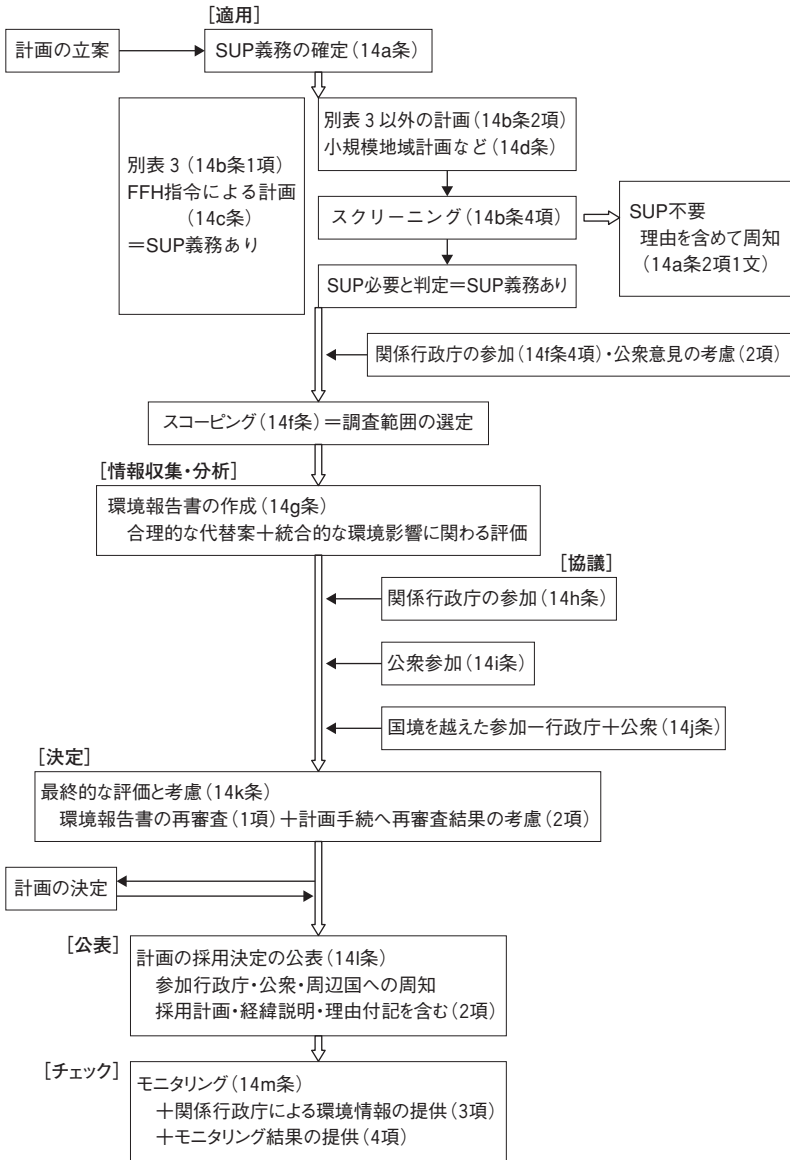 [適用]
計画の立案
SUP義務の確定(14a条)
別表3(14b条1項)
FFH指令による計画
(14c条)
=SUP義務あり
別表3以外の計画(14b条2項)
小規模地域計画など(14d条)
スクリーニング(14b条4項)
SUP不要
理由を含めて周知
(14a条2項1文)
SUP必要と判定=SUP義務あり
関係行政庁の参加(14f条4項)・公衆意見の考慮(2項)
スコーピング(14f条)=調査範囲の選定
[情報収集・分析]
環境報告書の作成(14g条)
合理的な代替案+統合的な環境影響に関わる評価
[協議]
関係行政庁の参加(14h条)
公衆参加(14i条)
国境を越えた参加ー行政庁+公衆(14j条)
[決定]
最終的な評価と考慮(14k条)
環境報告書の再審査(1項)+計画手続へ再審査結果の考慮(2項)
計画の決定
[公表]
計画の採用決定の公表(14l条)
参加行政庁・公衆・周辺国への周知
採用計画・経緯説明・理由付記を含む(2項)
[チェック]
モニタリング(14m条)
+関係行政庁による環境情報の提供(3項)
+モニタリング結果の提供(4項)